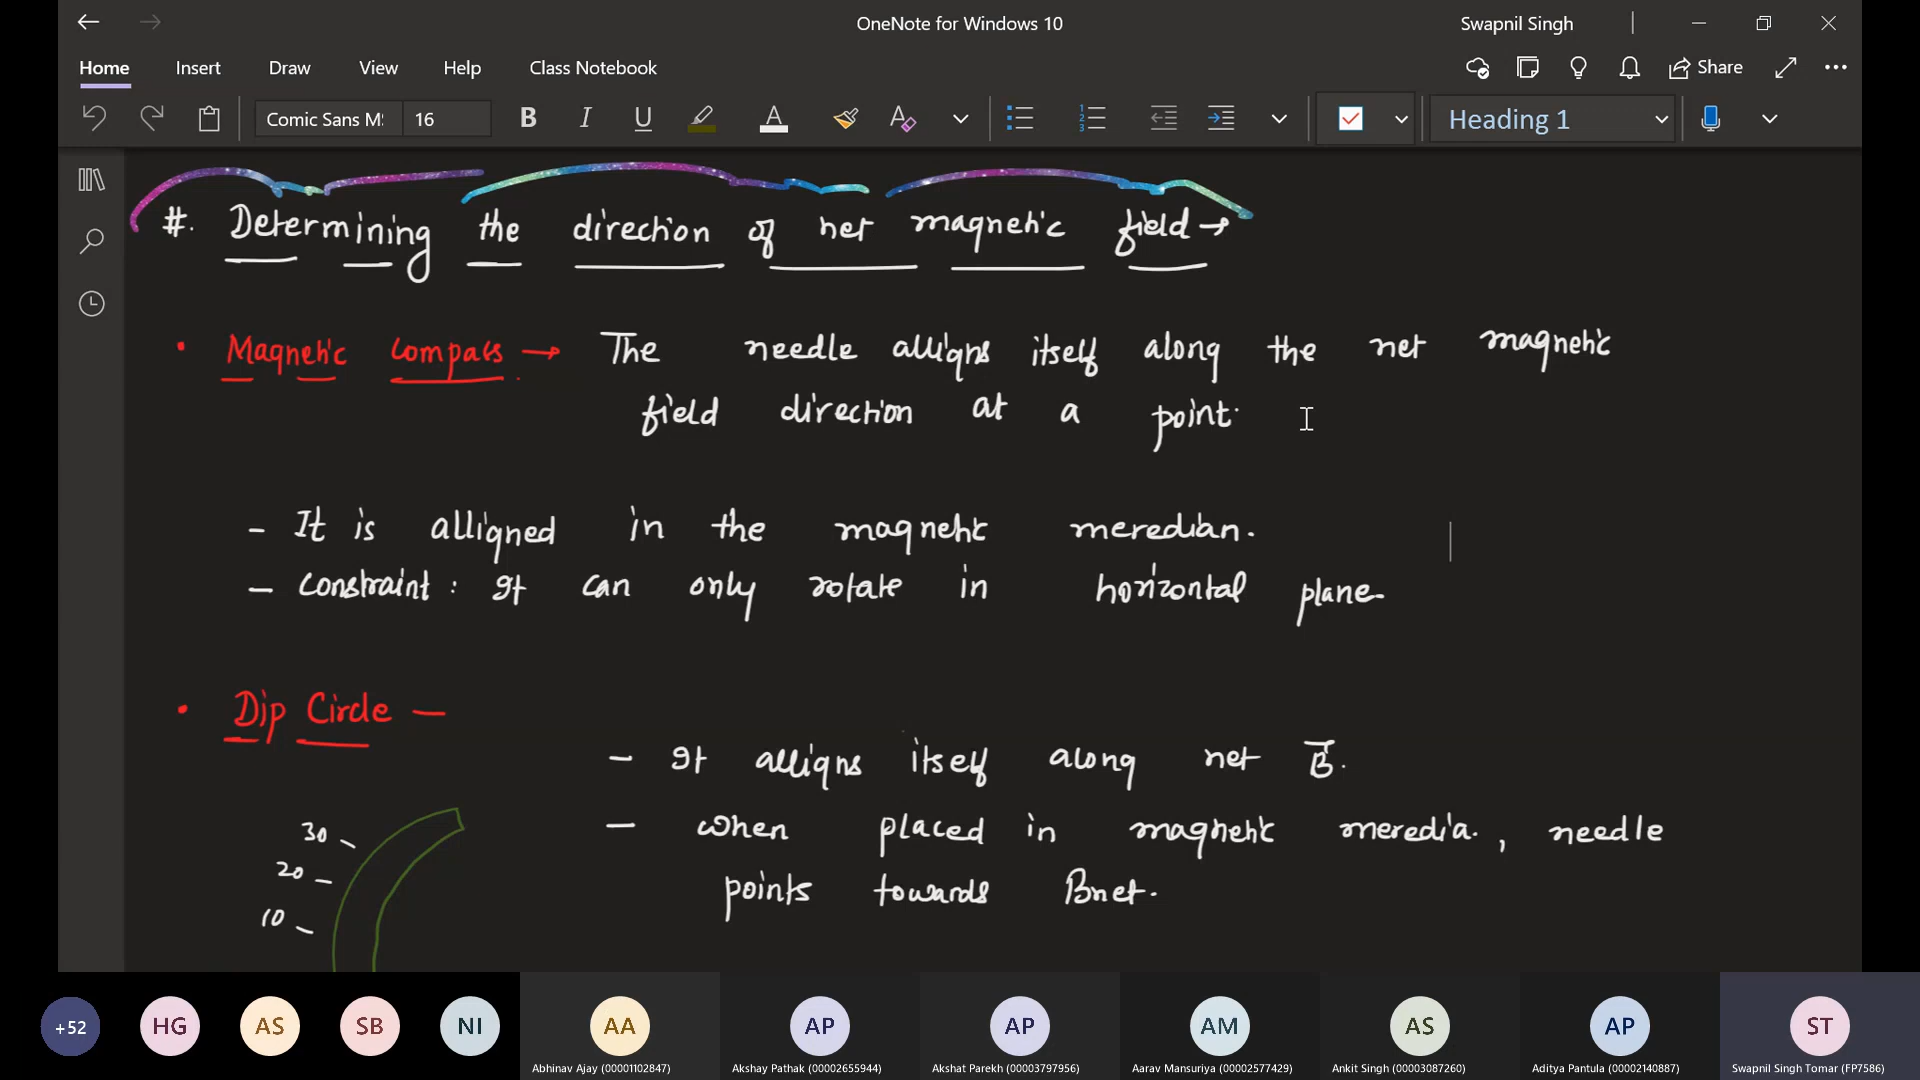 OneNote for Windows 10
Swapnil Singh
Home Insert Draw View Help Class Notebook
Share
Comic Sans M: 16 B I U A A Heading 1
#. Determining the direction of net magnetic field →
• Magnetic Compass → The needle alligns itself along the net magnetic
field direction at a point.
- It is alligned in the magnetic meredian.
- Constraint: It can only rotate in horizontal plane.
• Dip Circle -
- It alligns itself along net B.
- When placed in magnetic meredia. , needle
points towards Bnet.
30 -
20 -
10 -
+52 HG AS SB NI AA AP AP AM AS AP ST
Abhinav Ajay (00001102847) Akshay Pathak (00002655944) Akshat Parekh (00003797956) Aarav Mansuriya (00002577429) Ankit Singh (00003087260) Aditya Pantula (00002140887) Swapnil Singh Tomar (FP7586)